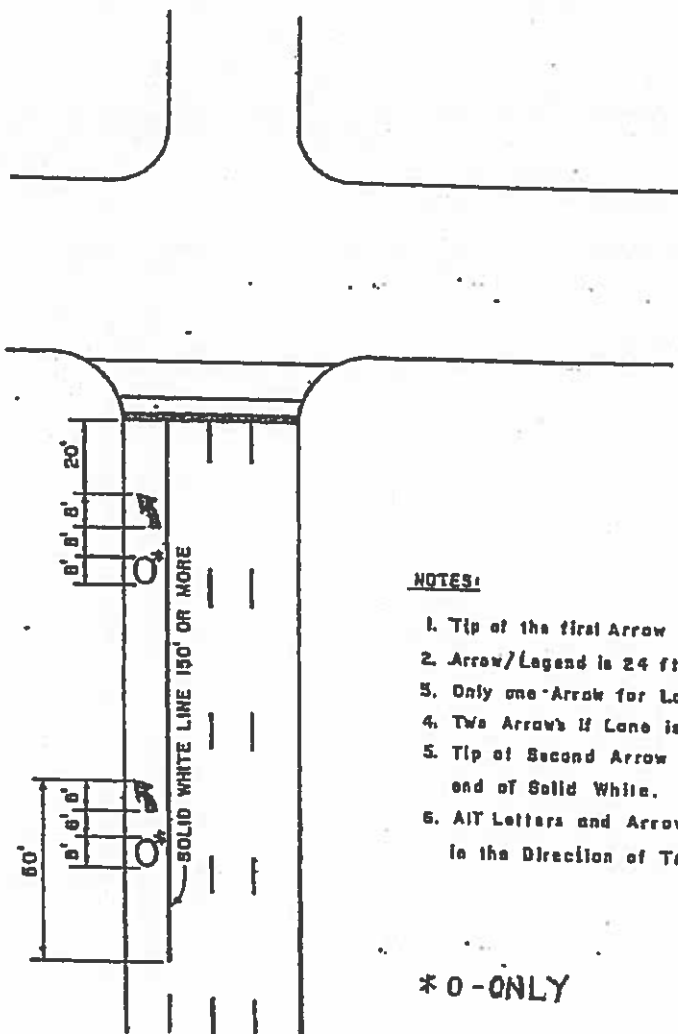 20'
8' 8' 8'
O*
SOLID WHITE LINE 150' OR MORE
8' 8' 8'
O*
NOTES:
1. Tip of the first Arrow
2. Arrow/Legend is 24 ft
3. Only one Arrow for
4. Two Arrow's if Lane is
5. Tip of Second Arrow
end of Solid White.
6. All Letters and Arrow
in the Direction of
* O-ONLY